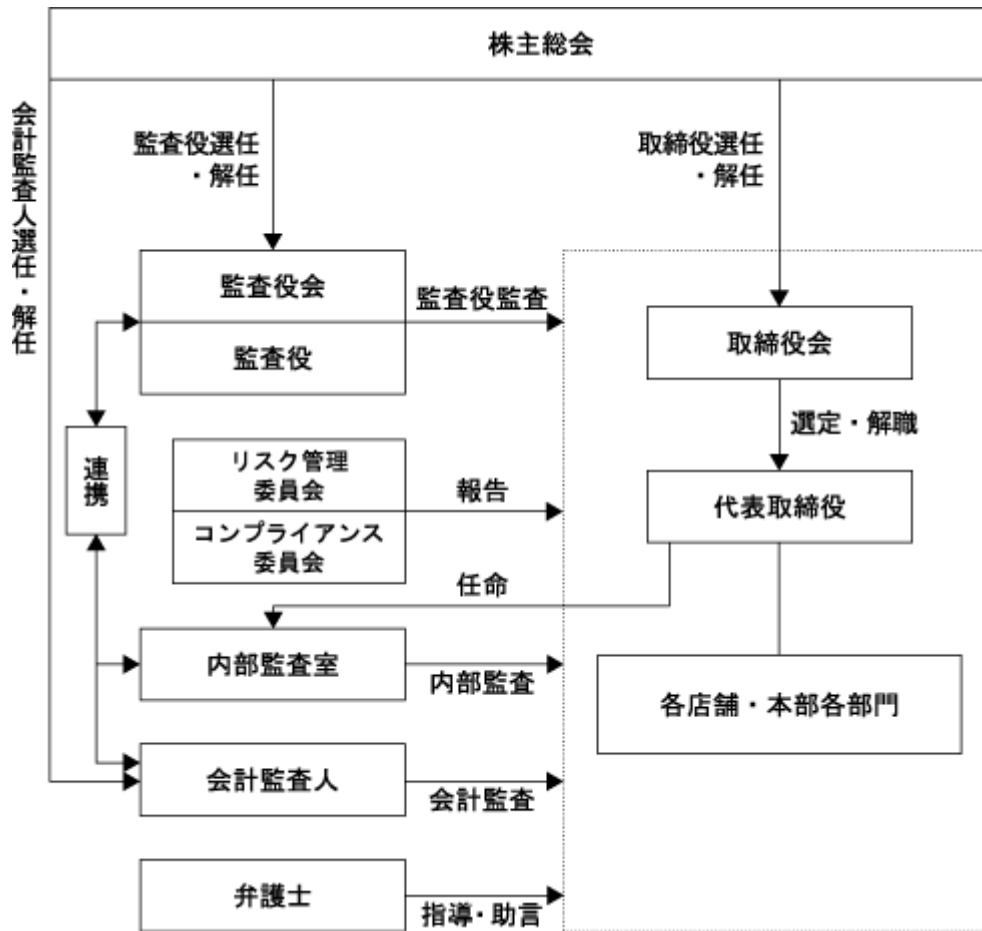 株主総会
会計監査人選任・解任
監査役選任
・解任
取締役選任
・解任
監査役会
監査役監査
監査役
取締役会
選定・解職
連携
リスク管理
委員会
報告
コンプライアンス
委員会
代表取締役
任命
内部監査室
内部監査
各店舗・本部各部門
会計監査人
会計監査
弁護士
指導・助言